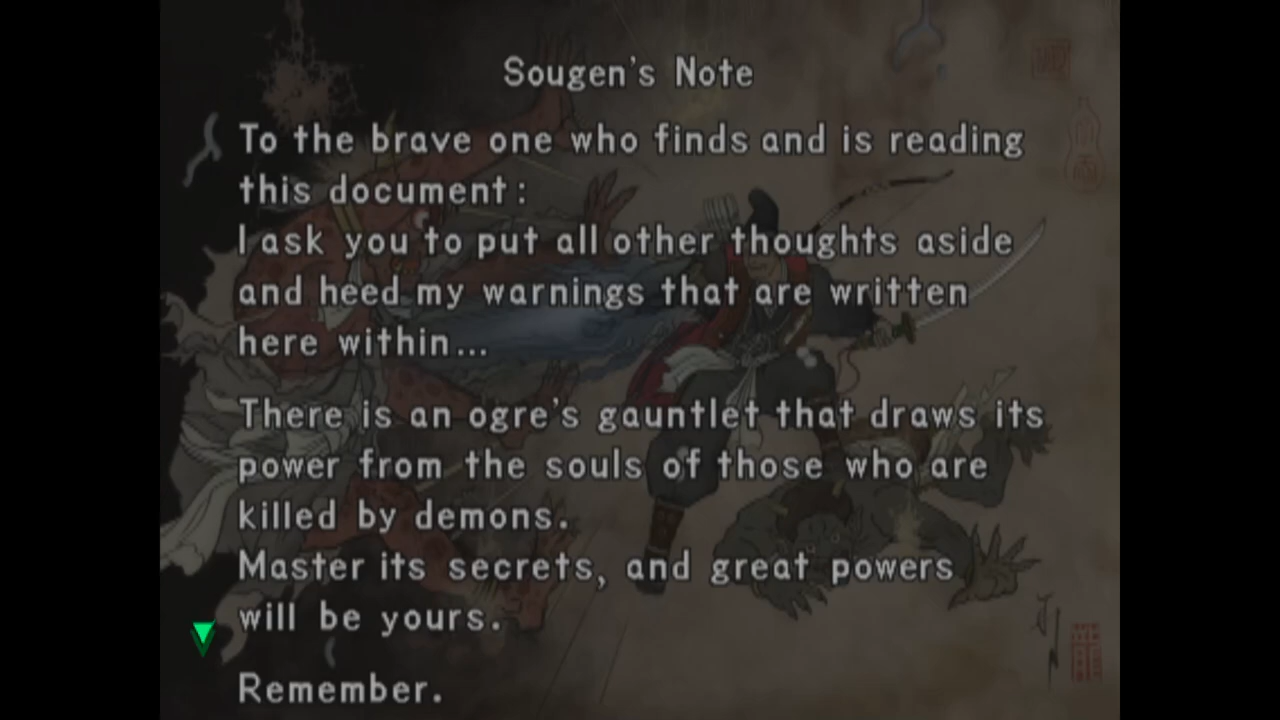 Sougen's Note
To the brave one who finds and is reading
this document:
I ask you to put all other thoughts aside
and heed my warnings that are written
here within...
There is an ogre's gauntlet that draws its
power from the souls of those who are
killed by demons.
Master its secrets, and great powers
will be yours.
Remember.